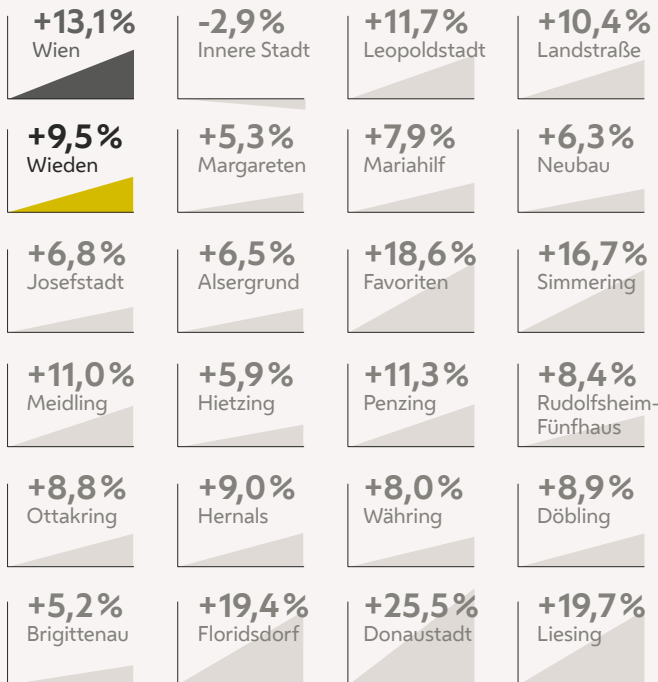 +13,1%
Wien
-2,9%
Innere Stadt
+11,7%
Leopoldstadt
+10,4%
Landstraße
+9,5%
Wieden
+5,3%
Margareten
+7,9%
Mariahilf
+6,3%
Neubau
+6,8%
Josefstadt
+6,5%
Alsergrund
+18,6%
Favoriten
+16,7%
Simmering
+11,0%
Meidling
+5,9%
Hietzing
+11,3%
Penzing
+8,4%
Rudolfsheim-
Fünfhaus
+8,8%
Ottakring
+9,0%
Hernals
+8,0%
Währing
+8,9%
Döbling
+5,2%
Brigittenau
+19,4%
Floridsdorf
+25,5%
Donaustadt
+19,7%
Liesing